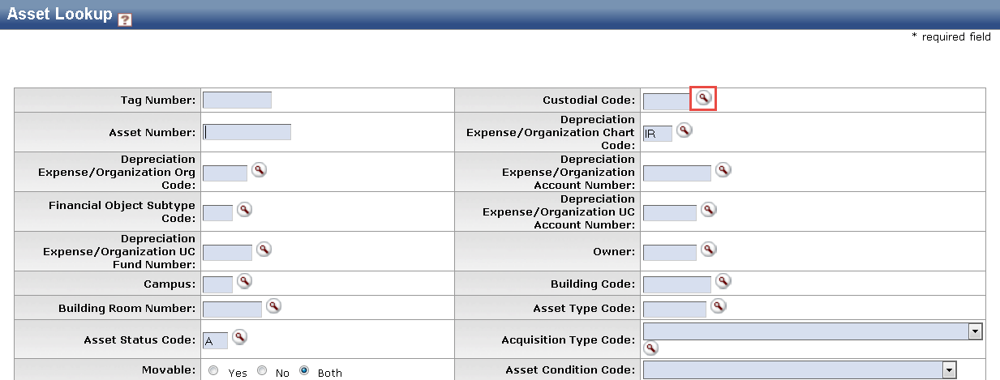 Asset Lookup ?
* required field
Tag Number:
Custodial Code:
Asset Number:
Depreciation
Expense/Organization Chart
Code:
IR
Depreciation
Expense/Organization Org
Code:
Depreciation
Expense/Organization
Account Number:
Financial Object Subtype
Code:
Depreciation
Expense/Organization UC
Account Number:
Depreciation
Expense/Organization UC
Fund Number:
Owner:
Campus:
Building Code:
Building Room Number:
Asset Type Code:
Asset Status Code:
A
Acquisition Type Code:
Movable:
Yes No Both
Asset Condition Code: